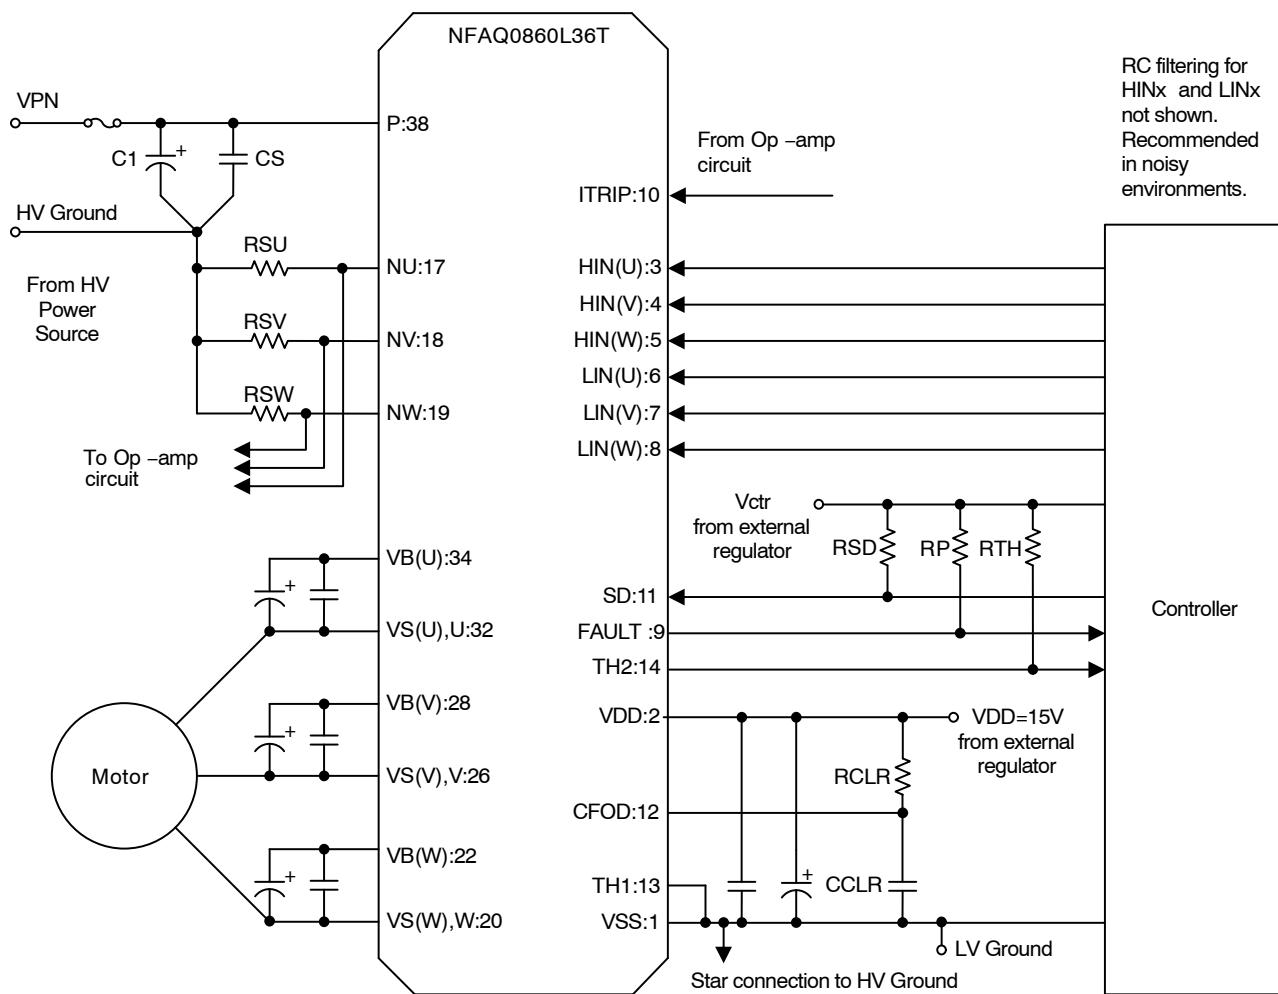 NFAQ0860L36T
VPN
P:38
C1
+
CS
HV Ground
From HV
Power
Source
RSU
NU:17
RSV
NV:18
RSW
NW:19
To Op –amp
circuit
From Op –amp
circuit
ITRIP:10
RC filtering for
HINx and LINx
not shown.
Recommended
in noisy
environments.
HIN(U):3
HIN(V):4
HIN(W):5
LIN(U):6
LIN(V):7
LIN(W):8
Vctr
from external
regulator
RSD
RP
RTH
SD:11
FAULT :9
TH2:14
Controller
VB(U):34
+
VS(U),U:32
VB(V):28
+
VS(V),V:26
VB(W):22
+
VS(W),W:20
Motor
VDD:2
VDD=15V
from external
regulator
RCLR
CFOD:12
+
CCLR
TH1:13
VSS:1
LV Ground
Star connection to HV Ground